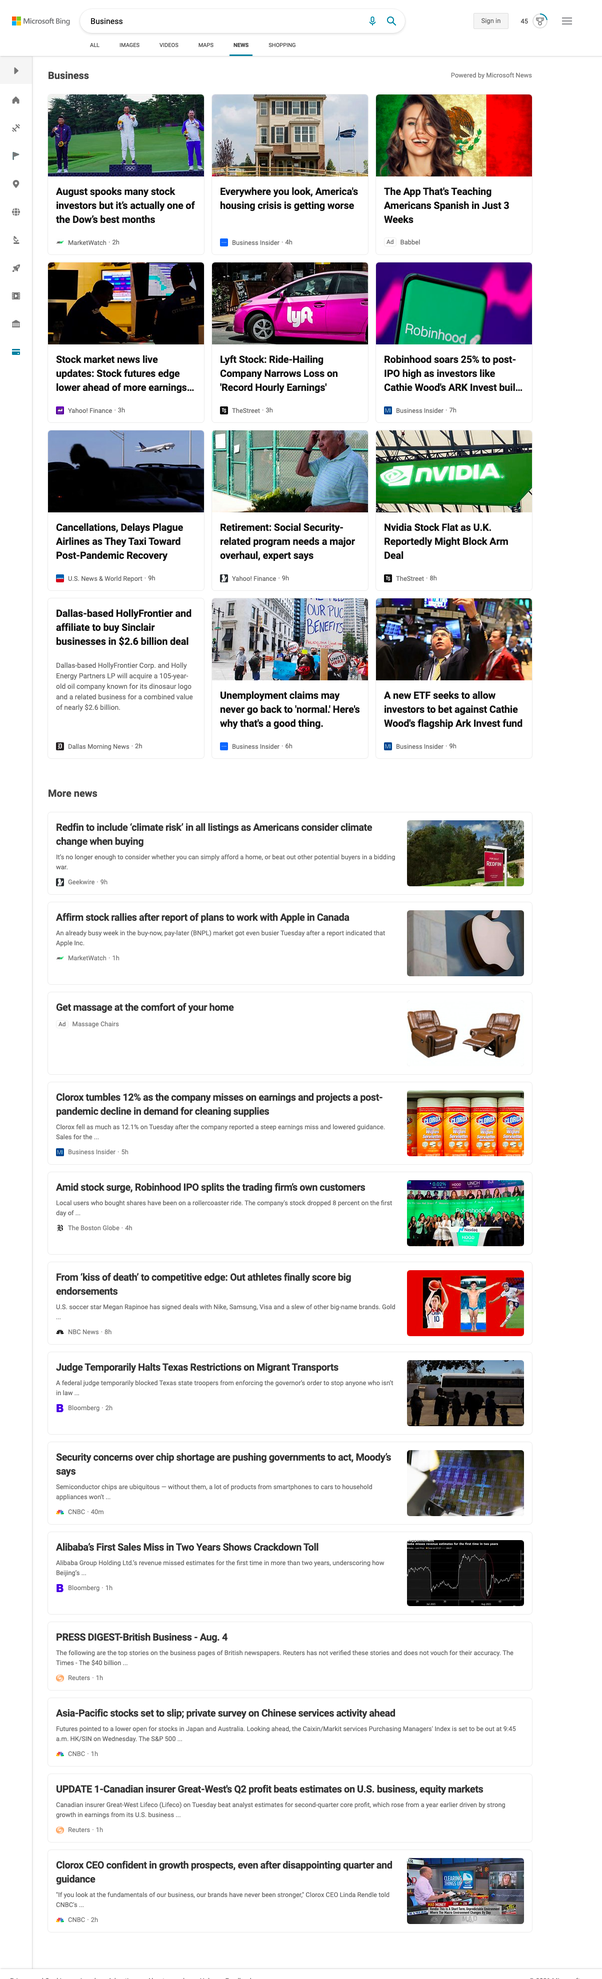 Microsoft Bing
Business
Sign in
45
ALL
IMAGES
VIDEOS
MAPS
NEWS
SHOPPING
Business
Powered by Microsoft News
August spooks many stock
investors but it's actually one of
the Dow's best months
MarketWatch · 2h
Everywhere you look, America's
housing crisis is getting worse
Business Insider · 4h
The App That's Teaching
Americans Spanish in Just 3
Weeks
Ad Babbel
Stock market news live
updates: Stock futures edge
lower ahead of more earnings...
Yahoo! Finance · 3h
lyft
Lyft Stock: Ride-Hailing
Company Narrows Loss on
'Record Hourly Earnings'
TheStreet · 3h
Robinhood
Robinhood soars 25% to post-
IPO high as investors like
Cathie Wood's ARK Invest buil...
Business Insider · 7h
Cancellations, Delays Plague
Airlines as They Taxi Toward
Post-Pandemic Recovery
U.S. News & World Report · 9h
Retirement: Social Security-
related program needs a major
overhaul, expert says
Yahoo! Finance · 9h
NVIDIA.
Nvidia Stock Flat as U.K.
Reportedly Might Block Arm
Deal
TheStreet · 8h
Dallas-based HollyFrontier and
affiliate to buy Sinclair
businesses in $2.6 billion deal
Dallas-based HollyFrontier Corp. and Holly
Energy Partners LP will acquire a 105-year-
old oil company known for its dinosaur logo
and a related business for a combined value
of nearly $2.6 billion.
Dallas Morning News · 2h
OUR PUC
BENEFITS
Unemployment claims may
never go back to 'normal.' Here's
why that's a good thing.
Business Insider · 6h
A new ETF seeks to allow
investors to bet against Cathie
Wood's flagship Ark Invest fund
Business Insider · 9h
More news
Redfin to include 'climate risk' in all listings as Americans consider climate
change when buying
It's no longer enough to consider whether you can simply afford a home, or beat out other potential buyers in a bidding
war.
Geekwire · 9h
REDFIN
Affirm stock rallies after report of plans to work with Apple in Canada
An already busy week in the buy-now, pay-later (BNPL) market got even busier Tuesday after a report indicated that
Apple Inc.
MarketWatch · 1h
Get massage at the comfort of your home
Ad Massage Chairs
Clorox tumbles 12% as the company misses on earnings and projects a post-
pandemic decline in demand for cleaning supplies
Clorox fell as much as 12.1% on Tuesday after the company reported a steep earnings miss and lowered guidance.
Sales for the ...
Business Insider · 5h
CLOROX
CLOROX
CLOROX
CLOROX
Amid stock surge, Robinhood IPO splits the trading firm's own customers
Local users who bought shares have been on a rollercoaster ride. The company's stock dropped 8 percent on the first
day of ...
The Boston Globe · 4h
From 'kiss of death' to competitive edge: Out athletes finally score big
endorsements
U.S. soccer star Megan Rapinoe has signed deals with Nike, Samsung, Visa and a slew of other big-name brands. Gold
...
NBC News · 8h
10
Judge Temporarily Halts Texas Restrictions on Migrant Transports
A federal judge temporarily blocked Texas state troopers from enforcing the governor's order to stop anyone who isn't
in law ...
Bloomberg · 2h
Security concerns over chip shortage are pushing governments to act, Moody's
says
Semiconductor chips are ubiquitous — without them, a lot of products from smartphones to cars to household
appliances won't ...
CNBC · 40m
Alibaba's First Sales Miss in Two Years Shows Crackdown Toll
Alibaba Group Holding Ltd.'s revenue missed estimates for the first time in more than two years, underscoring how
Beijing's ...
Bloomberg · 1h
PRESS DIGEST-British Business - Aug. 4
The following are the top stories on the business pages of British newspapers. Reuters has not verified these stories and does not vouch for their accuracy. The
Times - The $40 billion ...
Reuters · 1h
Asia-Pacific stocks set to slip; private survey on Chinese services activity ahead
Futures pointed to a lower open for stocks in Japan and Australia. Looking ahead, the Caixin/Markit services Purchasing Managers' Index is set to be out at 9:45
a.m. HK/SIN on Wednesday. The S&P 500 ...
CNBC · 1h
UPDATE 1-Canadian insurer Great-West's Q2 profit beats estimates on U.S. business, equity markets
Canadian insurer Great-West Lifeco (Lifeco) on Tuesday beat analyst estimates for second-quarter core profit, which rose from a year earlier driven by strong
growth in earnings from its U.S. business ...
Reuters · 1h
Clorox CEO confident in growth prospects, even after disappointing quarter and
guidance
"If you look at the fundamentals of our business, our brands have never been stronger," Clorox CEO Linda Rendle told
CNBC's ...
CNBC · 2h